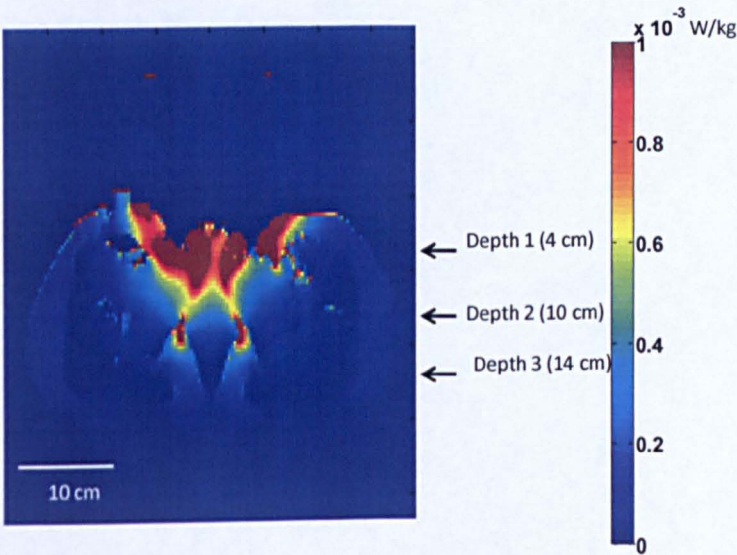 x 10
-3
W/kg
1
0.8
Depth 1 (4 cm)
0.6
Depth 2 (10 cm)
0.4
Depth 3 (14 cm)
0.2
10 cm
0